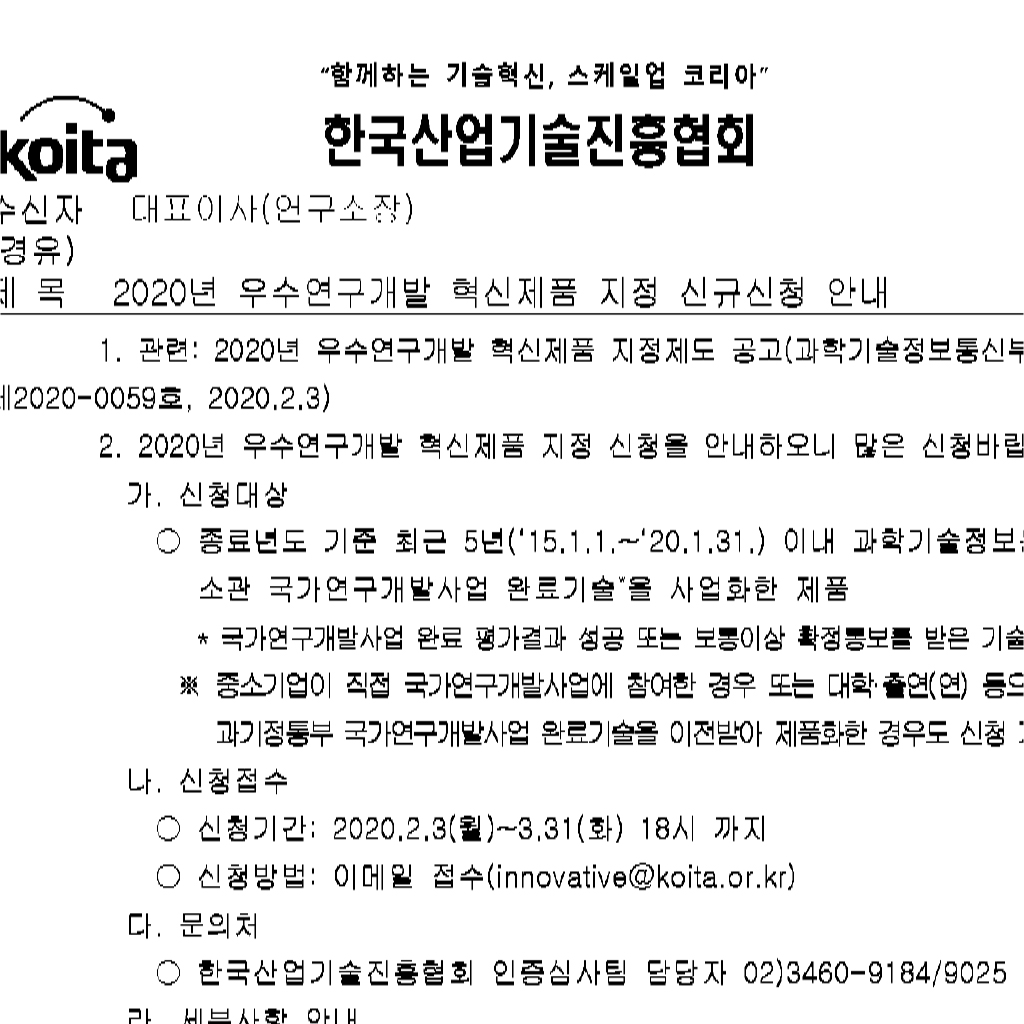 “함께하는 기술혁신, 스케일업 코리아”
koita
한국산업기술진흥협회
수신자 대표이사(연구소장)
경유)
제 목 2020년 우수연구개발 혁신제품 지정 신규신청 안내
1. 관련: 2020년 우수연구개발 혁신제품 지정제도 공고(과학기술정보통신부
제2020-0059호, 2020.2.3)
2. 2020년 우수연구개발 혁신제품 지정 신청을 안내하오니 많은 신청바랍
가. 신청대상
○ 종료년도 기준 최근 5년(‘15.1.1.~‘20.1.31.) 이내 과학기술정보
소관 국가연구개발사업 완료기술*을 사업화한 제품
* 국가연구개발사업 완료 평가결과 성공 또는 보통이상 확정통보를 받은 기술
※ 중소기업이 직접 국가연구개발사업에 참여한 경우 또는 대학·출연(연) 등으
과기정통부 국가연구개발사업 완료기술을 이전받아 제품화한 경우도 신청
나. 신청접수
○ 신청기간: 2020.2.3(월)~3.31(화) 18시 까지
○ 신청방법: 이메일 접수(innovative@koita.or.kr)
다. 문의처
○ 한국산업기술진흥협회 인증심사팀 담당자 02)3460-9184/9025
라. 세부사항 안내